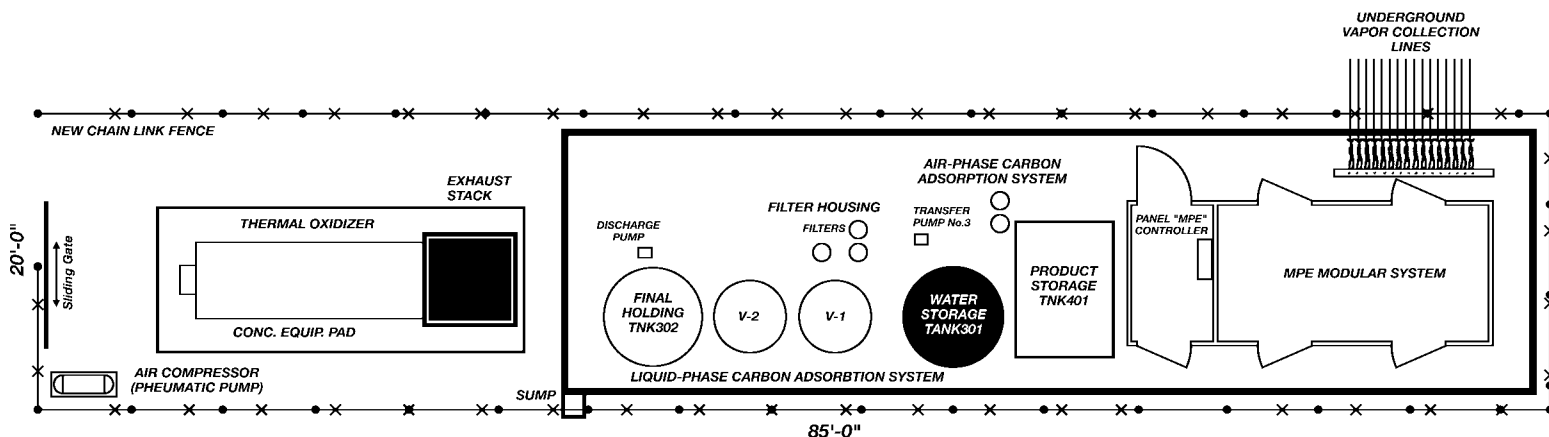 UNDERGROUND
VAPOR COLLECTION
LINES
NEW CHAIN LINK FENCE
EXHAUST
STACK
THERMAL OXIDIZER
CONC. EQUIP. PAD
20'-0"
Sliding Gate
AIR COMPRESSOR
(PHEUMATIC PUMP)
SUMP
DISCHARGE
PUMP
FINAL
HOLDING
TNK302
V-2
V-1
FILTER HOUSING
FILTERS
AIR-PHASE CARBON
ADSORPTION SYSTEM
TRANSFER
PUMP No.3
WATER
STORAGE
TANK301
PRODUCT
STORAGE
TNK401
PANEL "MPE"
CONTROLLER
MPE MODULAR SYSTEM
LIQUID-PHASE CARBON ADSORBTION SYSTEM
85'-0"